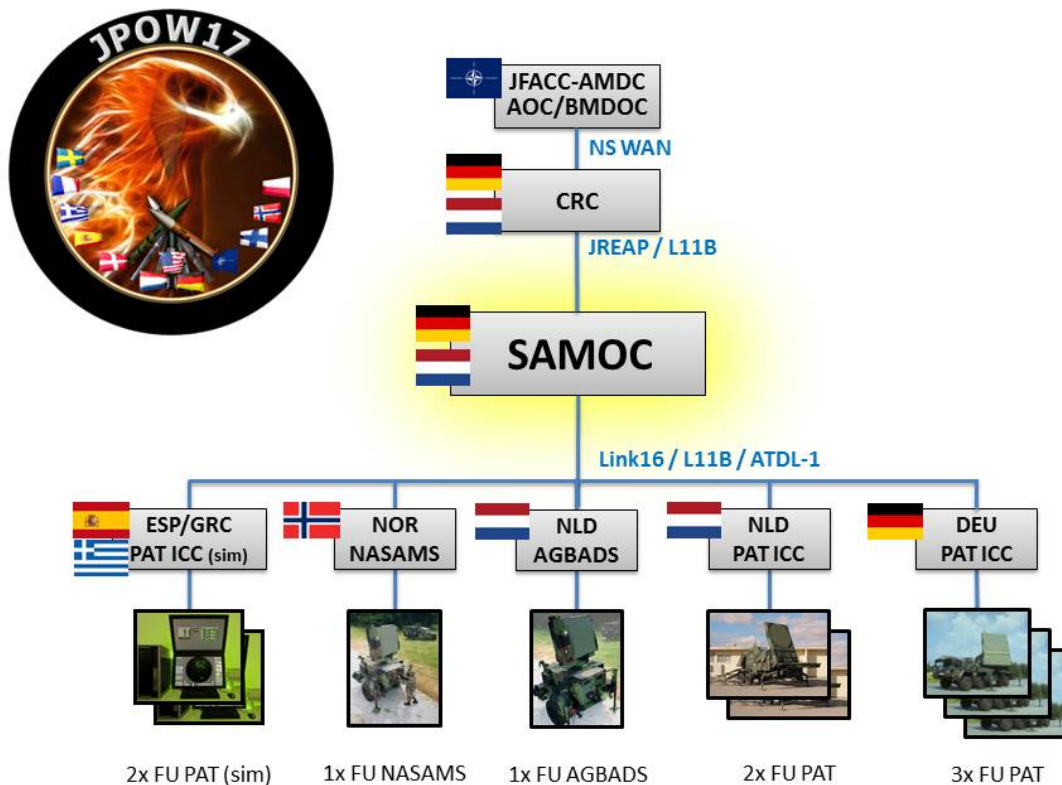 JPOW17
JFACC-AMDC
AOC/BMDOC
NS WAN
CRC
JREAP / L11B
SAMOC
Link16 / L11B / ATDL-1
ESP/GRC
PAT ICC (sim)
NOR
NASAMS
NLD
AGBADS
NLD
PAT ICC
DEU
PAT ICC
2x FU PAT (sim)
1x FU NASAMS
1x FU AGBADS
2x FU PAT
3x FU PAT